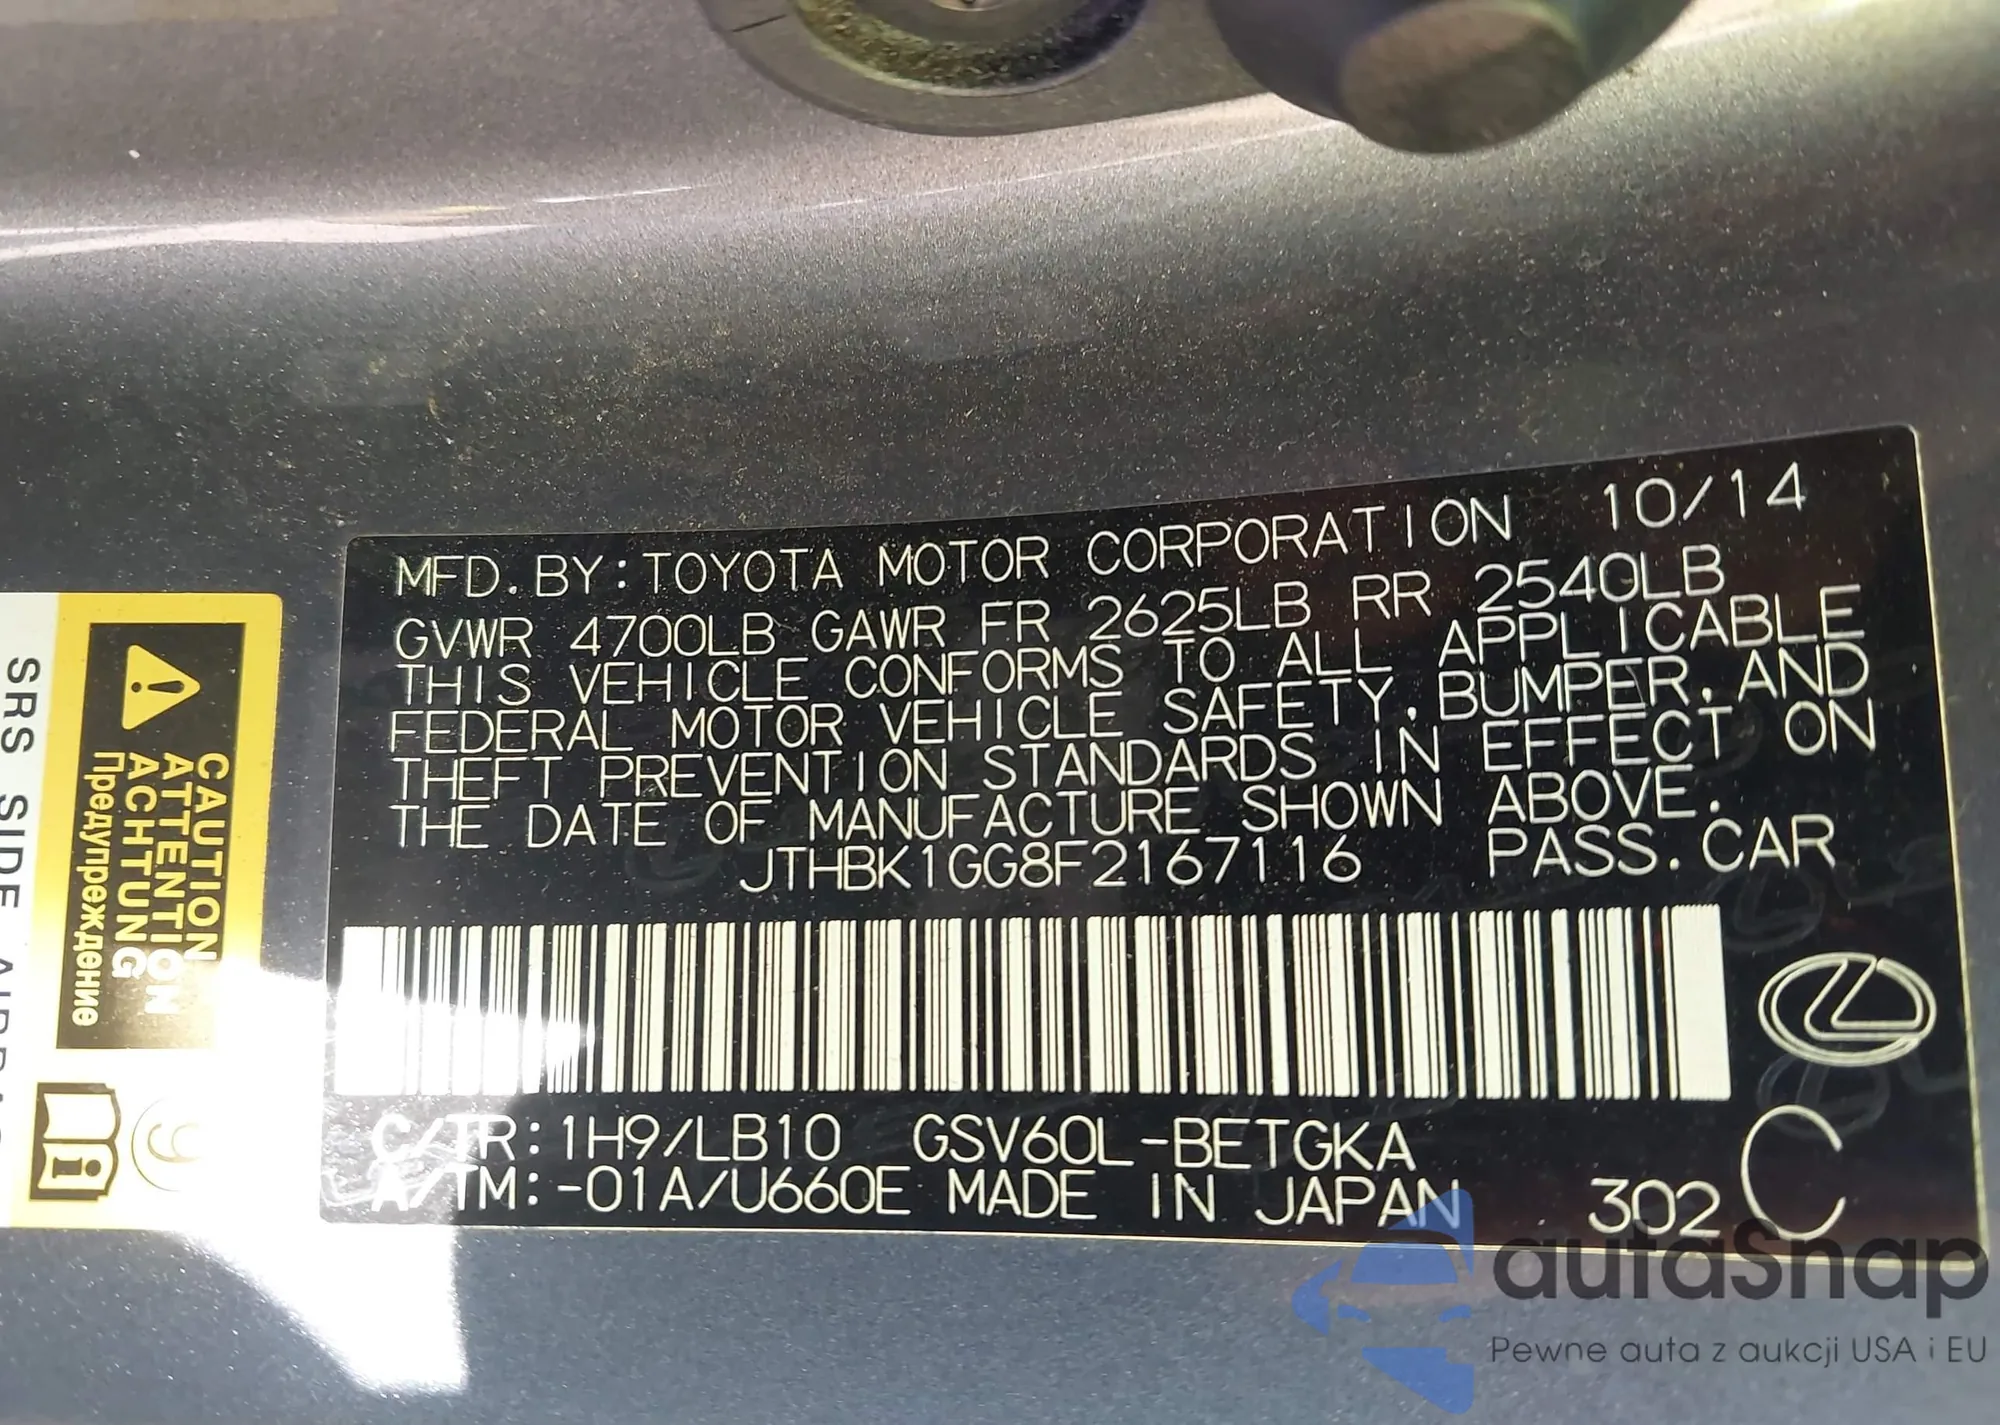 MFD. BY: TOYOTA MOTOR CORPORATION 10/14
GVWR 4700LB GAWR FR 2625LB RR 2540LB
THIS VEHICLE CONFORMS TO ALL APPLICABLE
FEDERAL MOTOR VEHICLE SAFETY, BUMPER, AND
THEFT PREVENTION STANDARDS IN EFFECT ON
THE DATE OF MANUFACTURE SHOWN ABOVE.
JTHBK1GG8F2167116 PASS. CAR
C/TR: 1H9/LB10 GSV60L-BETGKA
A/TM: -01A/U660E MADE IN JAPAN 302 C
CAUTION
ATTENTION
ACHTUNG
Предупреждение
SRS SIDE
autaSnap
Pewne auta z aukcji USA i EU